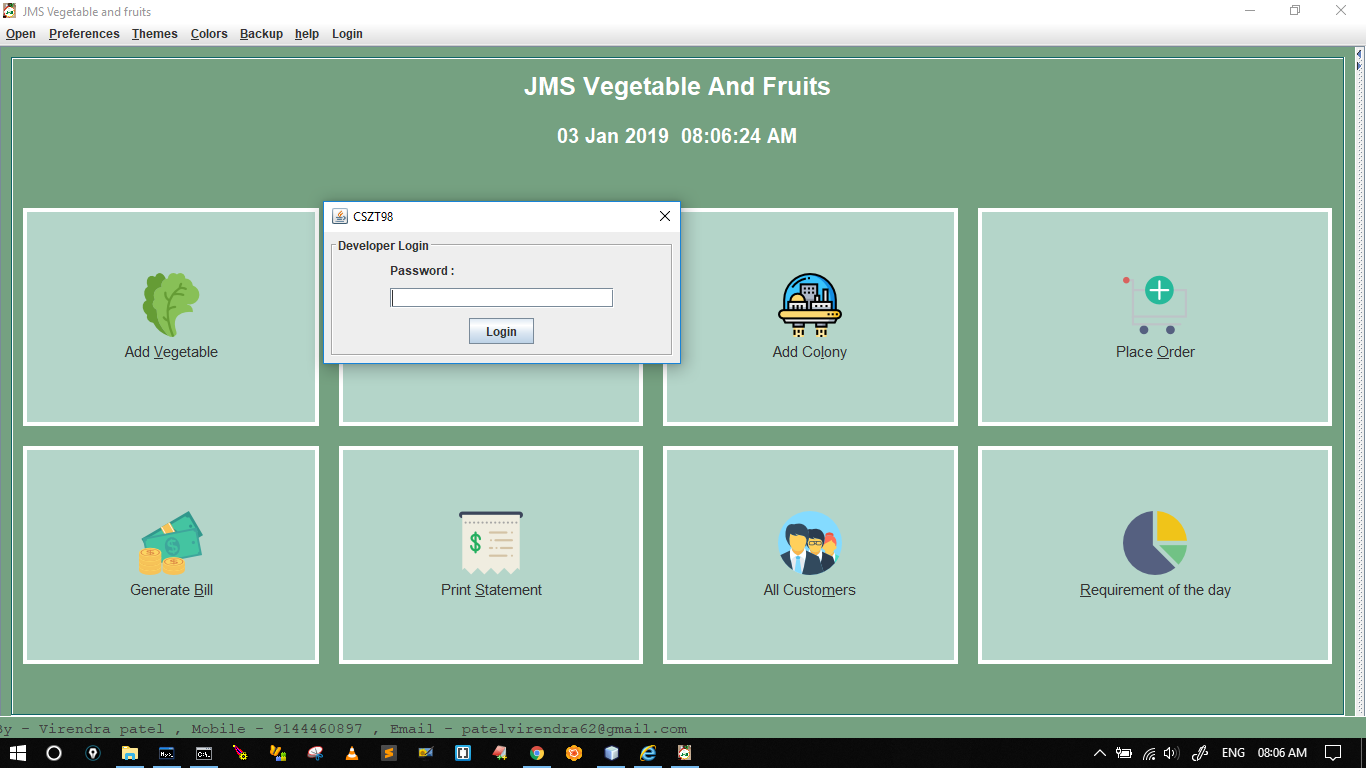 JMS Vegetable and fruits
Open Preferences Themes Colors Backup help Login
JMS Vegetable And Fruits
03 Jan 2019 08:06:24 AM
CSZT98
Developer Login
Password :
Login
Add Vegetable
Add Colony
Place Order
Generate Bill
Print Statement
All Customers
Requirement of the day
By - Virendra patel , Mobile - 9144460897 , Email - patelvirendra62@gmail.com
ENG 08:06 AM